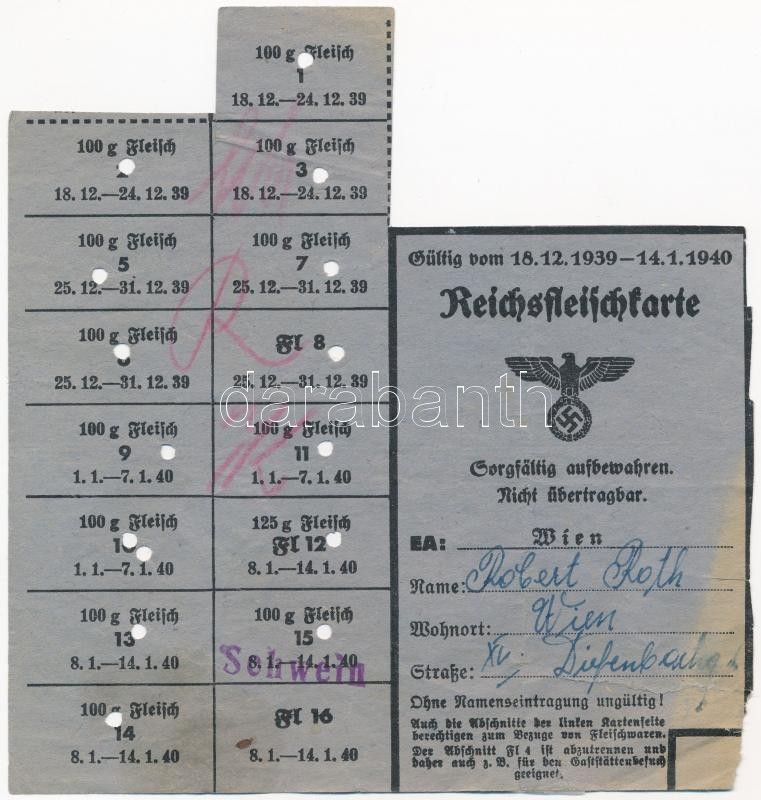 100 g Fleisch
1
18. 12.—24. 12. 39
100 g Fleisch
2
18. 12.—24. 12. 39
100 g Fleisch
3
18. 12.—24. 12. 39
100 g Fleisch
5
25. 12.—31. 12. 39
100 g Fleisch
7
25. 12.—31. 12. 39
100 g Fleisch
6
25. 12.—31. 12. 39
Fl 8
25. 12.—31. 12. 39
100 g Fleisch
9
1. 1.—7. 1. 40
100 g Fleisch
11
1. 1.—7. 1. 40
100 g Fleisch
10
1. 1.—7. 1. 40
125 g Fleisch
Fl 12
8. 1.—14. 1. 40
100 g Fleisch
13
8. 1.—14. 1. 40
100 g Fleisch
15
8. 1.—14. 1. 40
Schwein
100 g Fleisch
14
8. 1.—14. 1. 40
Fl 16
8. 1.—14. 1. 40
Gültig vom 18.12.1939—14.1.1940
Reichsfleischkarte
Sorgfältig aufbewahren.
Nicht übertragbar.
EA: Wien
Name: Robert Roth
Wohnort: Wien
Straße: XV.
Ohne Namenseintragung ungültig!
Auch die Abschnitte der linken Kartenseite
berechtigen zum Bezuge von Fleischwaren.
Der Abschnitt Fl 4 ist abzutrennen und
daher auch z. B. für den Gaststättenbesuch
geeignet.
darabanth